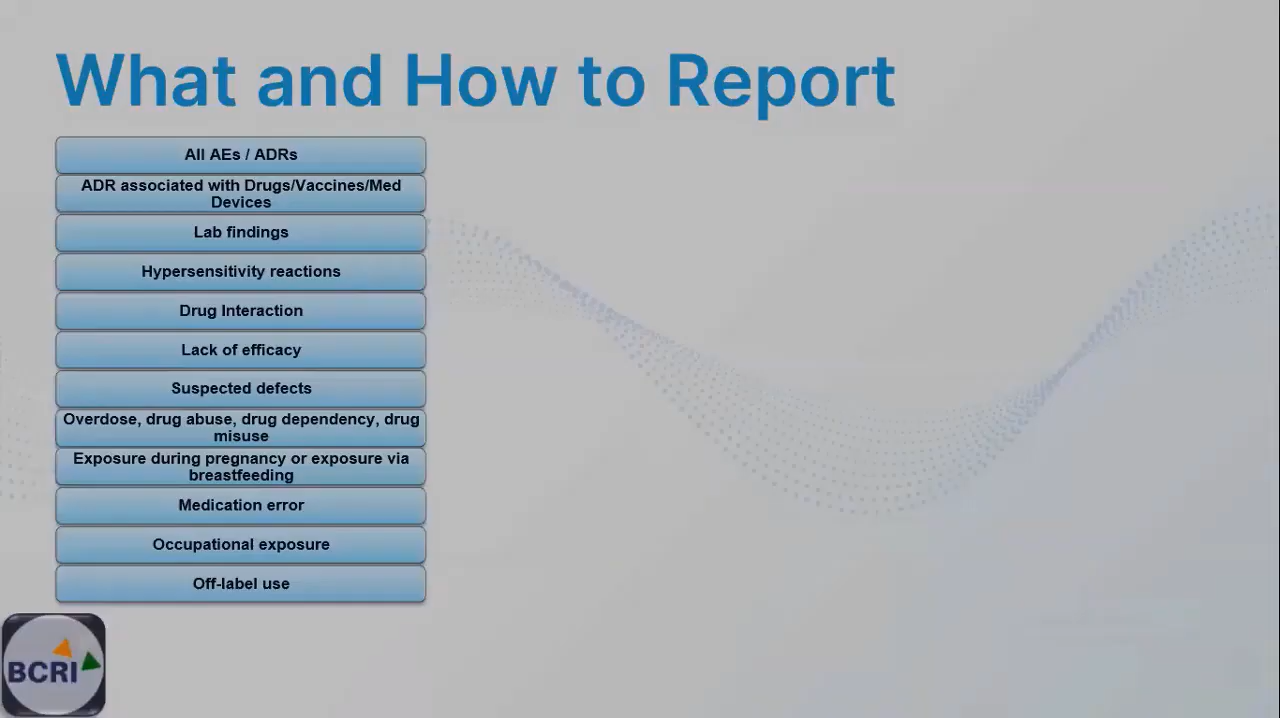 What and How to Report
All AEs / ADRs
ADR associated with Drugs/Vaccines/Med
Devices
Lab findings
Hypersensitivity reactions
Drug Interaction
Lack of efficacy
Suspected defects
Overdose, drug abuse, drug dependency, drug
misuse
Exposure during pregnancy or exposure via
breastfeeding
Medication error
Occupational exposure
Off-label use
BCRI